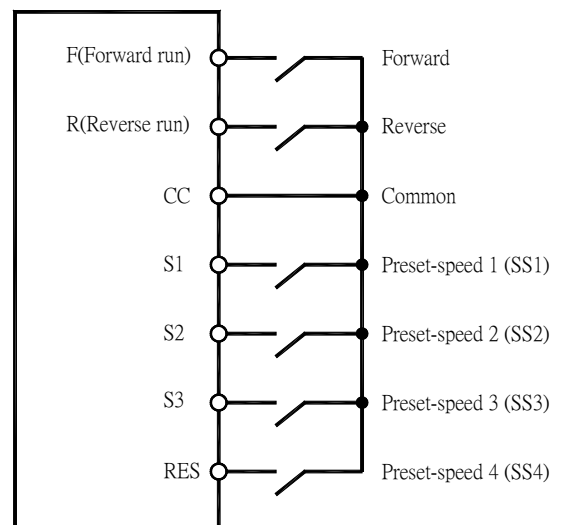 F(Forward run) Forward
R(Reverse run) Reverse
CC Common
S1 Preset-speed 1 (SS1)
S2 Preset-speed 2 (SS2)
S3 Preset-speed 3 (SS3)
RES Preset-speed 4 (SS4)